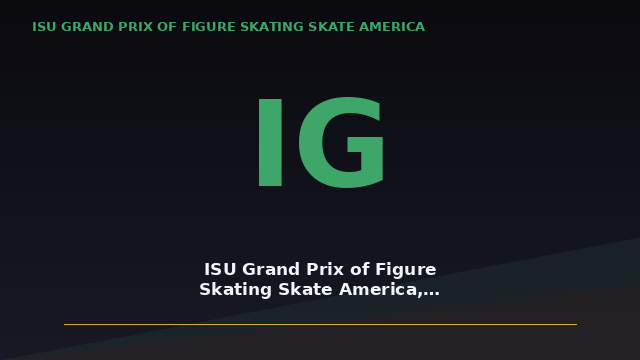 ISU GRAND PRIX OF FIGURE SKATING SKATE AMERICA
IG
ISU Grand Prix of Figure
Skating Skate America,...